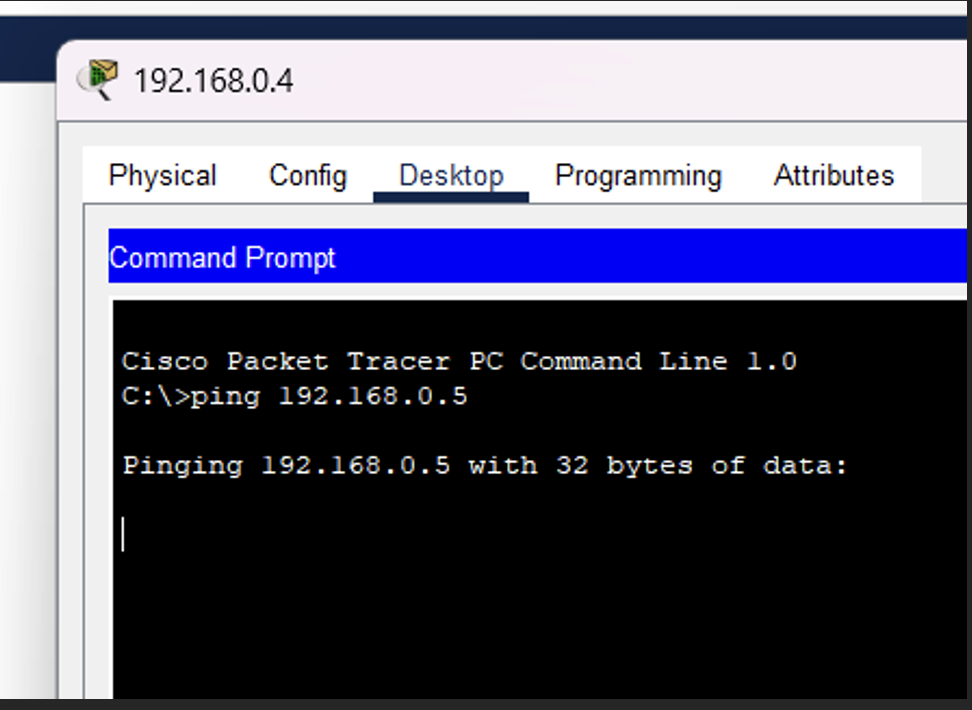 192.168.0.4
Physical Config Desktop Programming Attributes
Command Prompt
Cisco Packet Tracer PC Command Line 1.0
C:\>ping 192.168.0.5
Pinging 192.168.0.5 with 32 bytes of data: